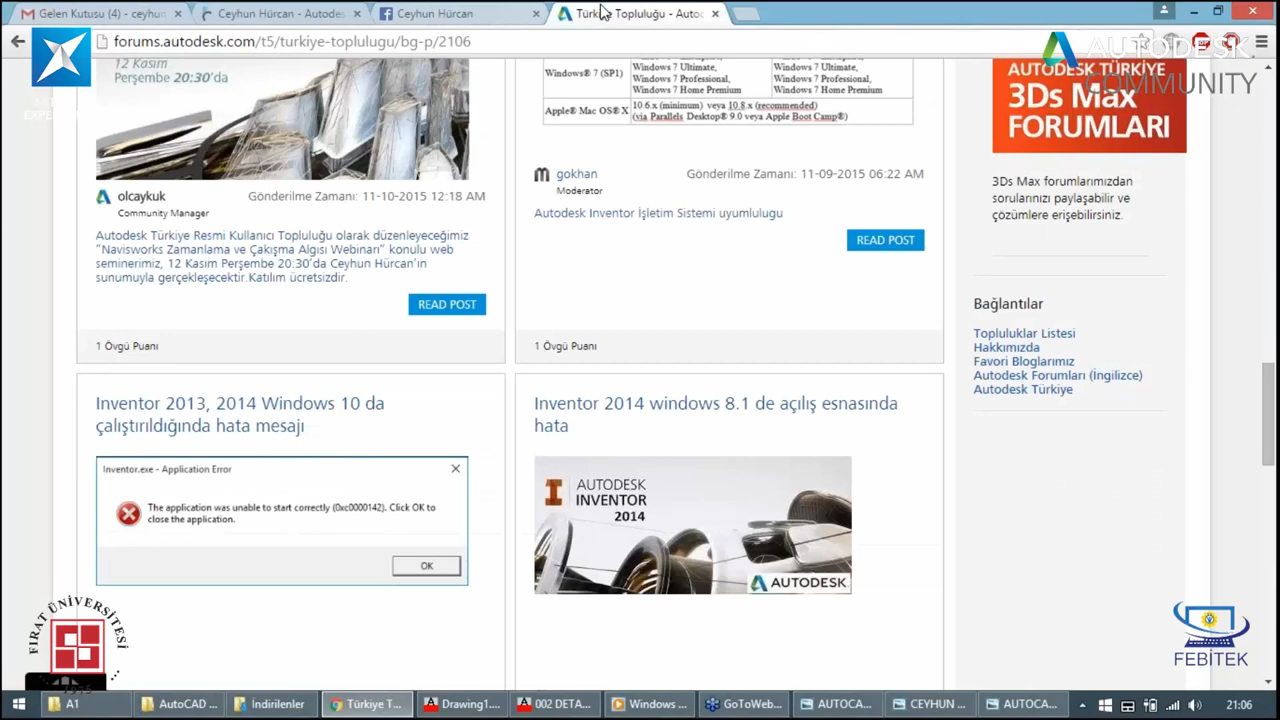 Gelen Kutusu (4) - ceyhun
Ceyhun Hürcan - Autodes
Ceyhun Hürcan
Türkiye Topluluğu - Autoc
forums.autodesk.com/t5/turkiye-toplulugu/bg-p/2106
AUTODESK
COMMUNITY
12 Kasım
Perşembe 20:30'da
Windows® 7 (SP1)
Windows 7 Ultimate,
Windows 7 Professional,
Windows 7 Home Premium
Windows 7 Ultimate,
Windows 7 Professional,
Windows 7 Home Premium
Apple® Mac OS® X
10.6.x (minimum) veya 10.8.x (recommended)
(via Parallels Desktop® 9.0 veya Apple Boot Camp®)
olcaykuk
Gönderilme Zamanı: 11-10-2015 12:18 AM
Community Manager
Autodesk Türkiye Resmi Kullanıcı Topluluğu olarak düzenleyeceğimiz
"Navisworks Zamanlama ve Çakışma Algısı Webinarı" konulu web
seminerimiz, 12 Kasım Perşembe 20:30'da Ceyhun Hürcan'ın
sunumuyla gerçekleşecektir.Katılım ücretsizdir.
READ POST
1 Övgü Puanı
gokhan
Gönderilme Zamanı: 11-09-2015 06:22 AM
Moderator
Autodesk Inventor İşletim Sistemi uyumlulugu
READ POST
1 Övgü Puanı
Inventor 2013, 2014 Windows 10 da
çalıştırıldığında hata mesajı
Inventor.exe - Application Error
The application was unable to start correctly (0xc0000142). Click OK to
close the application.
OK
Inventor 2014 windows 8.1 de açılış esnasında
hata
AUTODESK
INVENTOR
2014
AUTODESK
AUTODESK TÜRKİYE
3Ds Max
FORUMLARI
3Ds Max forumlarımızdan
sorularınızı paylaşabilir ve
çözümlere erişebilirsiniz.
Bağlantılar
Topluluklar Listesi
Hakkımızda
Favori Bloglarımız
Autodesk Forumları (İngilizce)
Autodesk Türkiye
FIRAT ÜNİVERSİTESİ
1975
FEBİTEK
A1
AutoCAD ...
İndirilenler
Türkiye T...
Drawing1....
002 DETA...
Windows ...
GoToWeb...
AUTOCA...
CEYHUN ...
AUTOCA...
21:06